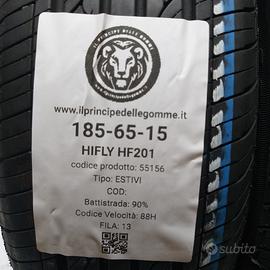 IL PRINCIPE DELLE GOMME
www.ilprincipedellegomme.it
185-65-15
HIFLY HF201
codice prodotto: 55156
Tipo: ESTIVI
COD:
Battistrada: 90%
Codice Velocità: 88H
FILA: 13
subito